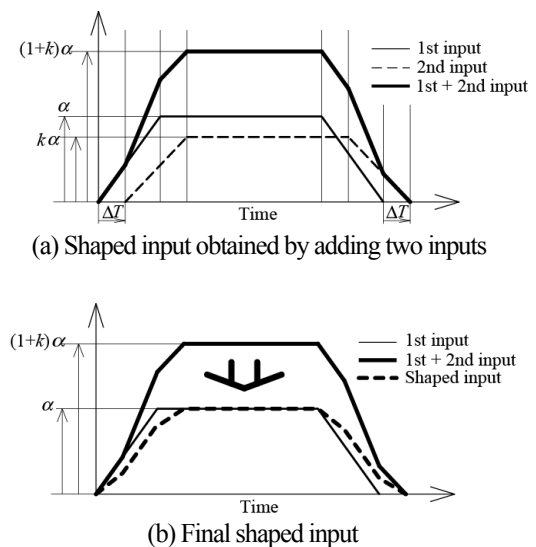 (1+k)α
1st input
2nd input
1st + 2nd input
α
kα
ΔT
Time
ΔT
(a) Shaped input obtained by adding two inputs
(1+k)α
1st input
1st + 2nd input
Shaped input
α
Time
(b) Final shaped input